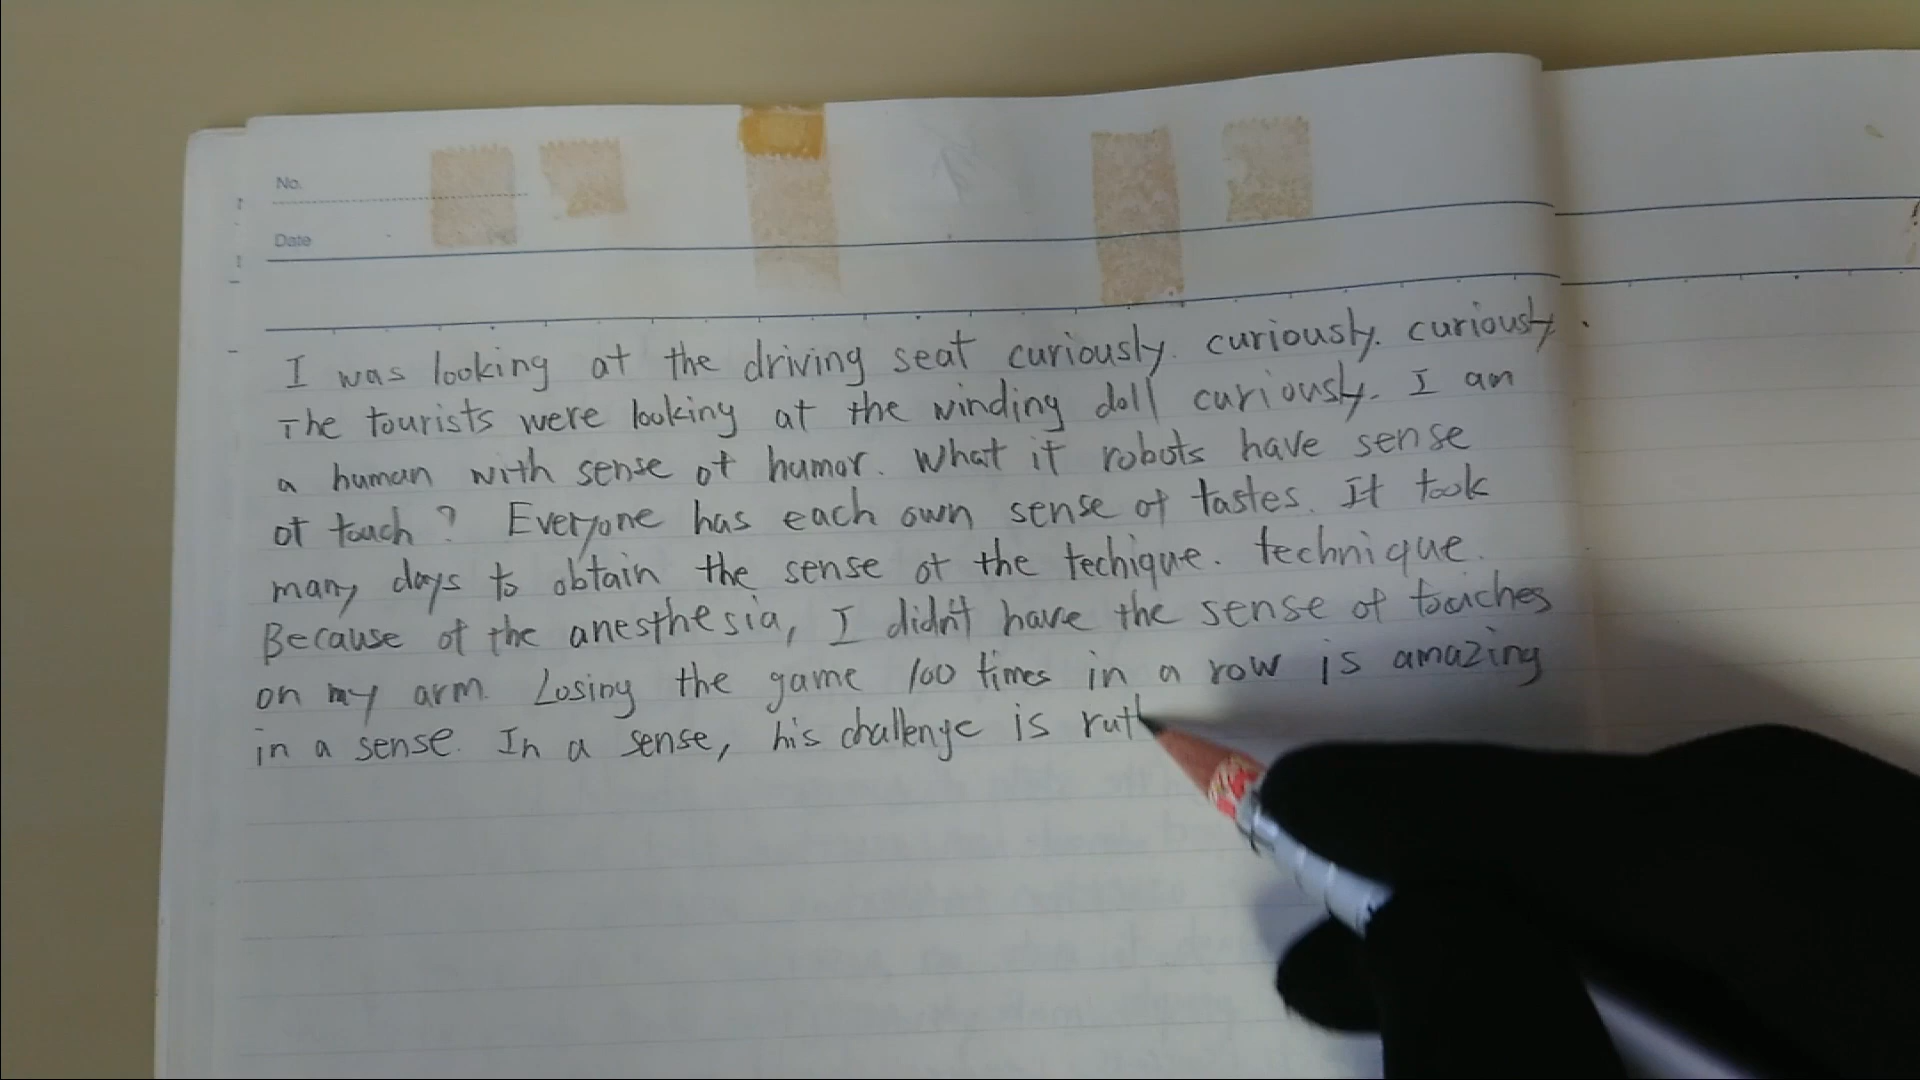 No.
Date
I was looking at the driving seat curiously. curiously. curiously.
The tourists were looking at the winding doll curiously. I am
a human with sense of humor. What if robots have sense
of touch? Everyone has each own sense of tastes. It took
many days to obtain the sense of the techique. technique.
Because of the anesthesia, I didn't have the sense of touches
on my arm. Losing the game 100 times in a row is amazing
in a sense. In a sense, his challenge is ruth